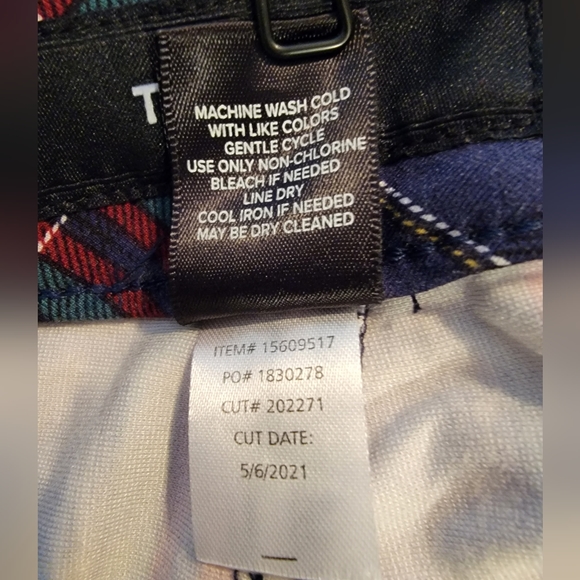 T
MACHINE WASH COLD
WITH LIKE COLORS
GENTLE CYCLE
USE ONLY NON-CHLORINE
BLEACH IF NEEDED
LINE DRY
COOL IRON IF NEEDED
MAY BE DRY CLEANED
ITEM# 15609517
PO# 1830278
CUT# 202271
CUT DATE:
5/6/2021